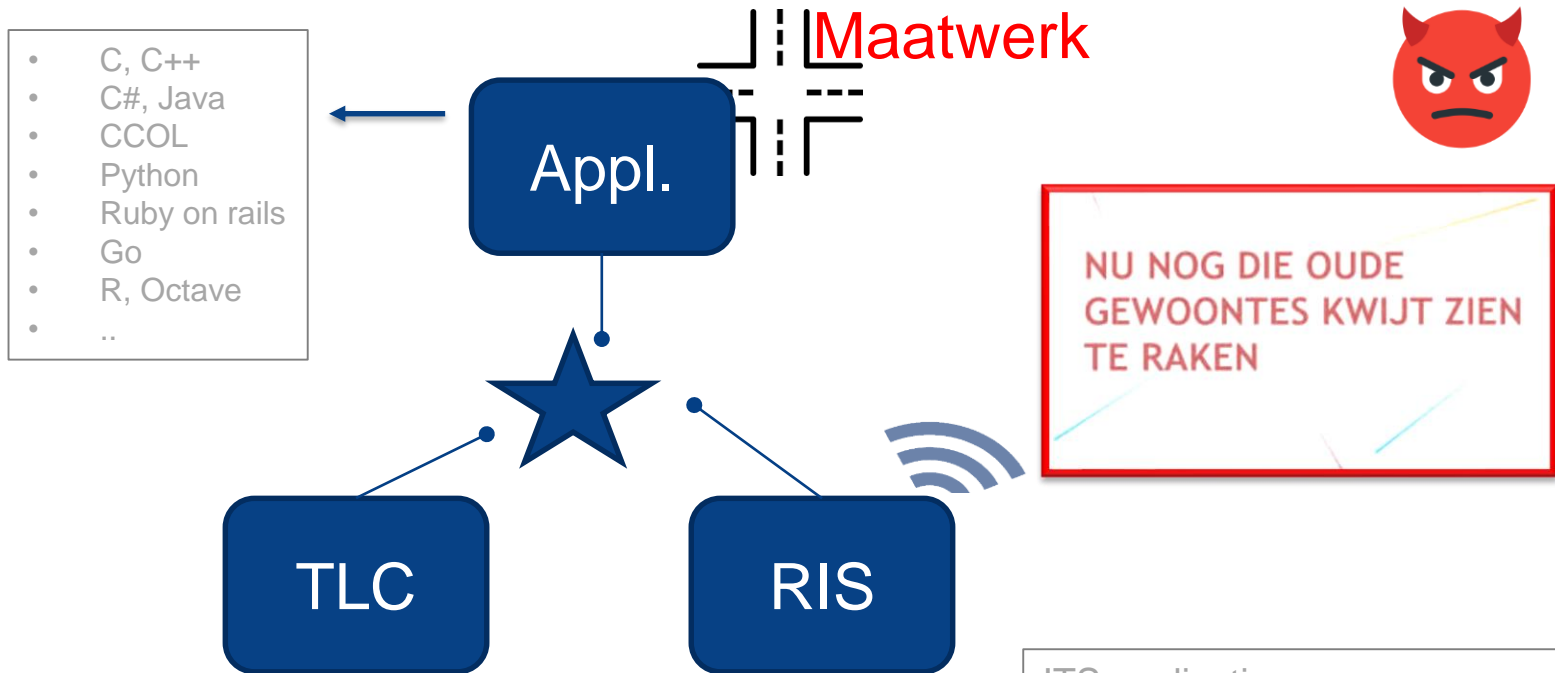 Maatwerk
• C, C++
• C#, Java
• CCOL
• Python
• Ruby on rails
• Go
• R, Octave
• ..
Appl.
NU NOG DIE OUDE
GEWOONTES KWIJT ZIEN
TE RAKEN
TLC
RIS